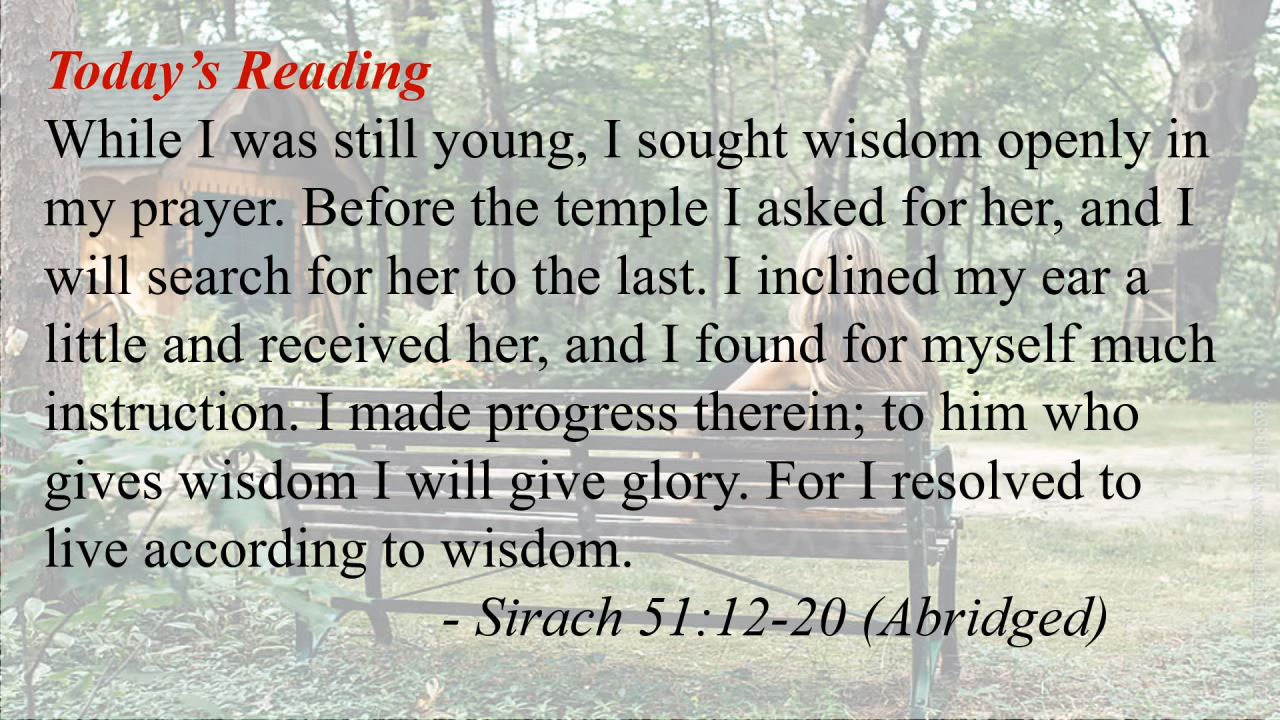 Today’s Reading
While I was still young, I sought wisdom openly in
my prayer. Before the temple I asked for her, and I
will search for her to the last. I inclined my ear a
little and received her, and I found for myself much
instruction. I made progress therein; to him who
gives wisdom I will give glory. For I resolved to
live according to wisdom.
- Sirach 51:12-20 (Abridged)